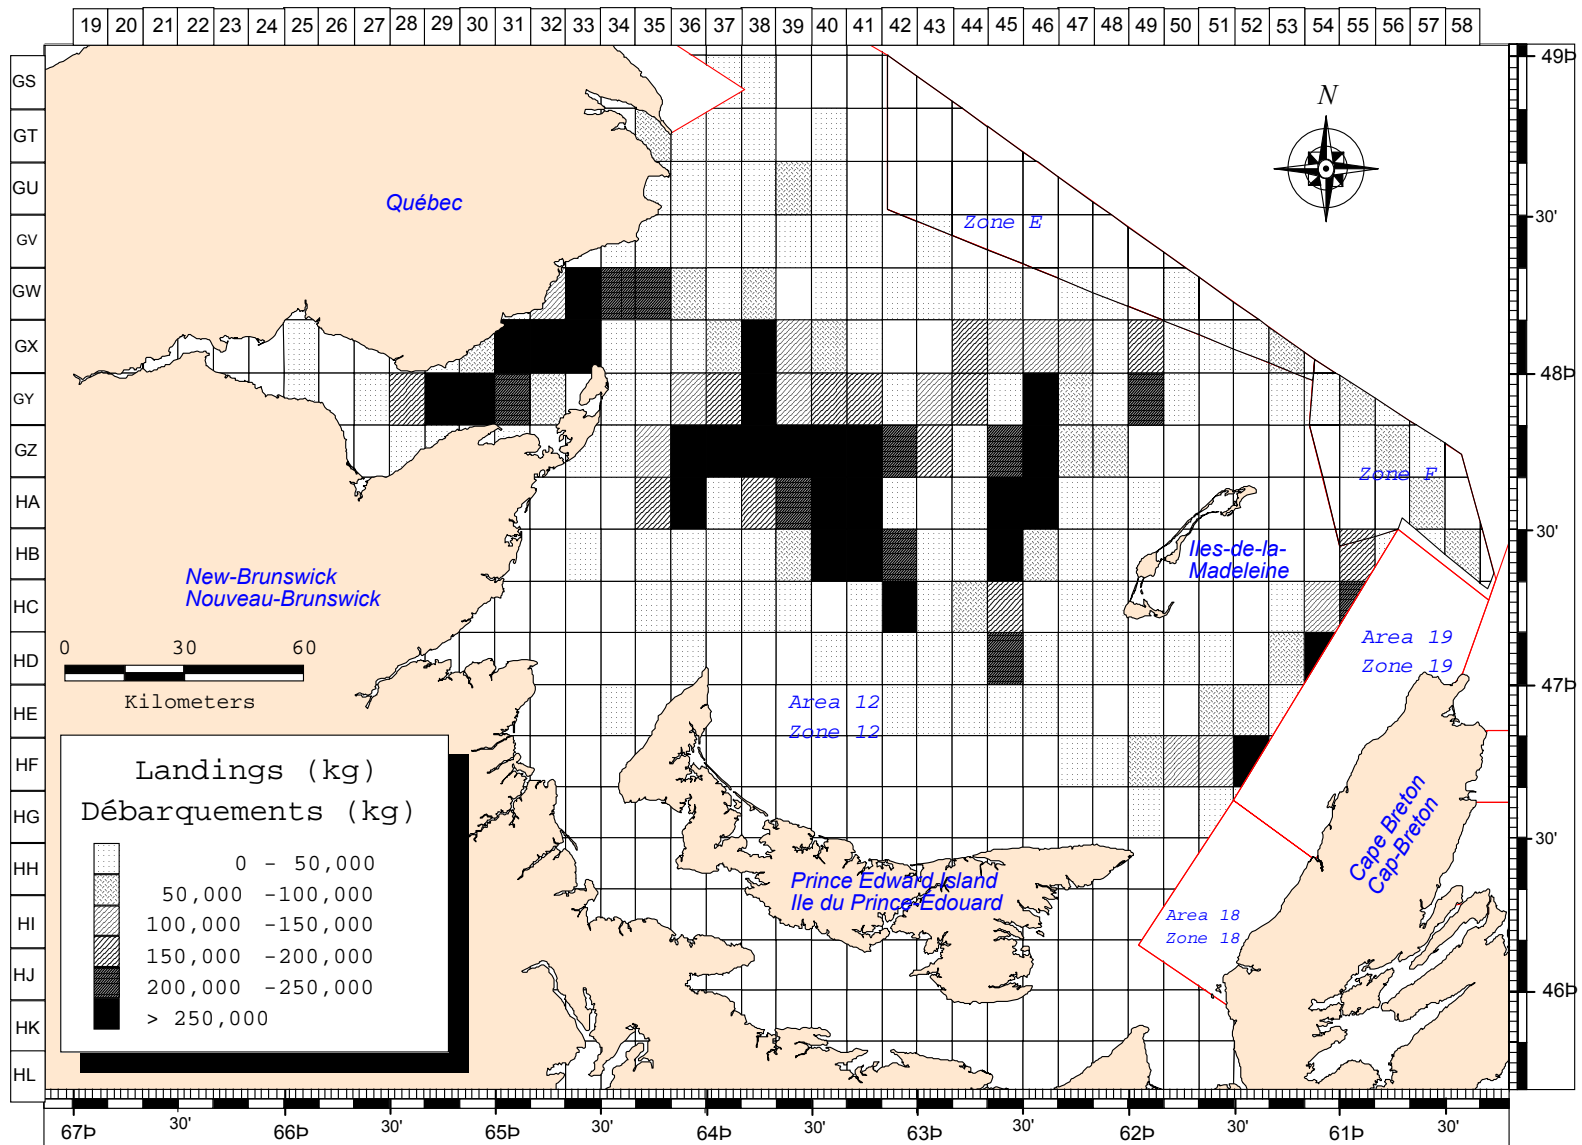 19 20 21 22 23 24 25 26 27 28 29 30 31 32 33 34 35 36 37 38 39 40 41 42 43 44 45 46 47 48 49 50 51 52 53 54 55 57 58
GS
GT
GU
GV
GW
GX
GY
GZ
HA
HB
HC
HD
HE
HF
HG
HH
HI
HJ
HK
HL
N
49Þ
30'
48Þ
30'
47Þ
30'
46Þ
Québec
Zone E
Zone F
Iles-de-la-
Madeleine
New-Brunswick
Nouveau-Brunswick
0 30 60
Kilometers
Area 19
Zone 19
Area 12
Zone 12
Landings (kg)
Débarquements (kg)
0 - 50,000
50,000 -100,000
100,000 -150,000
150,000 -200,000
200,000 -250,000
> 250,000
Cape Breton
Cap-Breton
Prince Edward Island
Ile du Prince-Edouard
Area 18
Zone 18
67Þ 30' 66Þ 30' 65Þ 30' 64Þ 30' 63Þ 30' 62Þ 30' 61Þ 30'